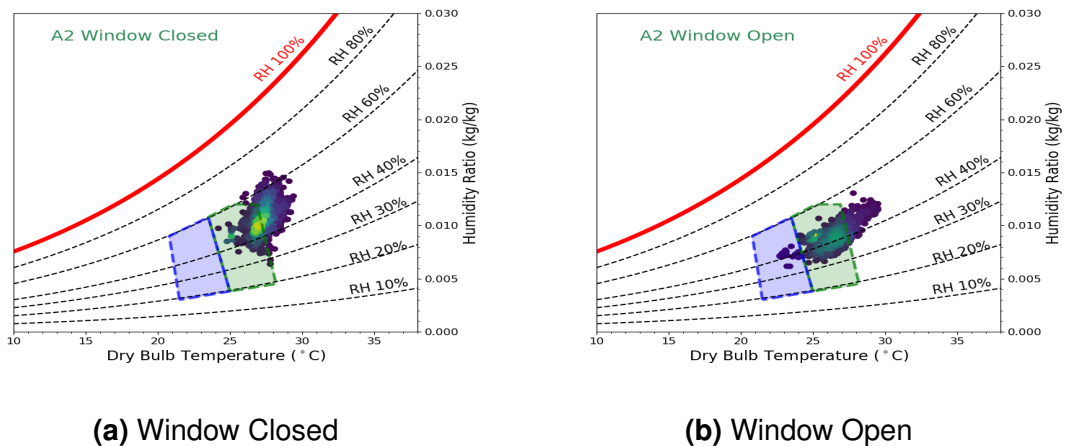 A2 Window Closed
RH 100%
RH 80%
RH 60%
RH 40%
RH 30%
RH 20%
RH 10%
0.030
0.025
0.020
0.015
0.010
0.005
0.000
Humidity Ratio (kg/kg)
10 15 20 25 30 35
Dry Bulb Temperature (°C)
(a) Window Closed
A2 Window Open
RH 100%
RH 80%
RH 60%
RH 40%
RH 30%
RH 20%
RH 10%
0.030
0.025
0.020
0.015
0.010
0.005
0.000
Humidity Ratio (kg/kg)
10 15 20 25 30 35
Dry Bulb Temperature (°C)
(b) Window Open